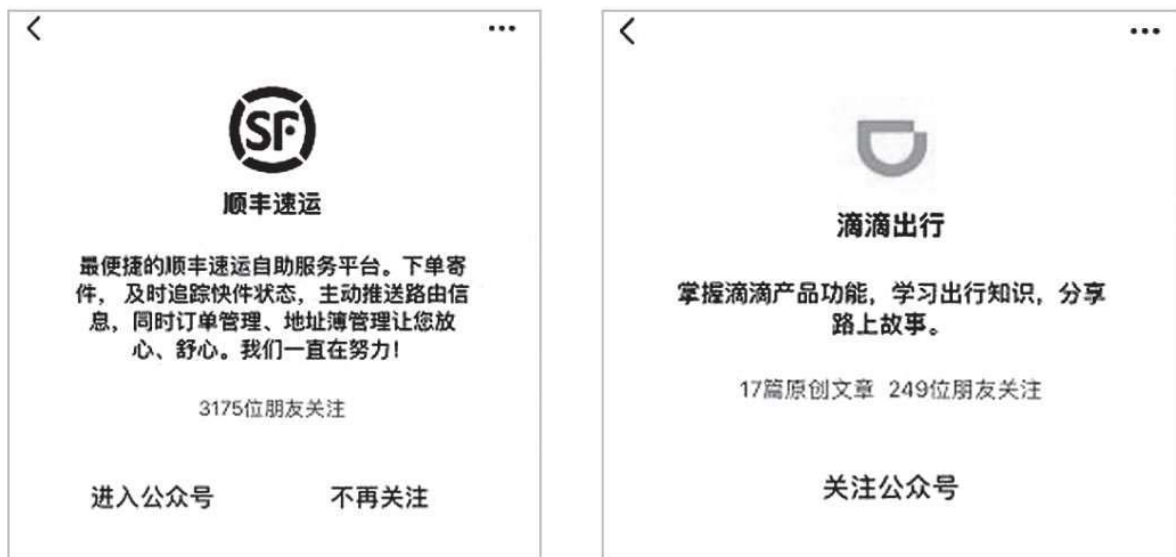 SF
顺丰速运
最便捷的顺丰速运自助服务平台。下单寄
件，及时追踪快件状态，主动推送路由信
息，同时订单管理、地址簿管理让您放
心、舒心。我们一直在努力！
3175位朋友关注
进入公众号 不再关注
滴滴出行
掌握滴滴产品功能，学习出行知识，分享
路上故事。
17篇原创文章 249位朋友关注
关注公众号